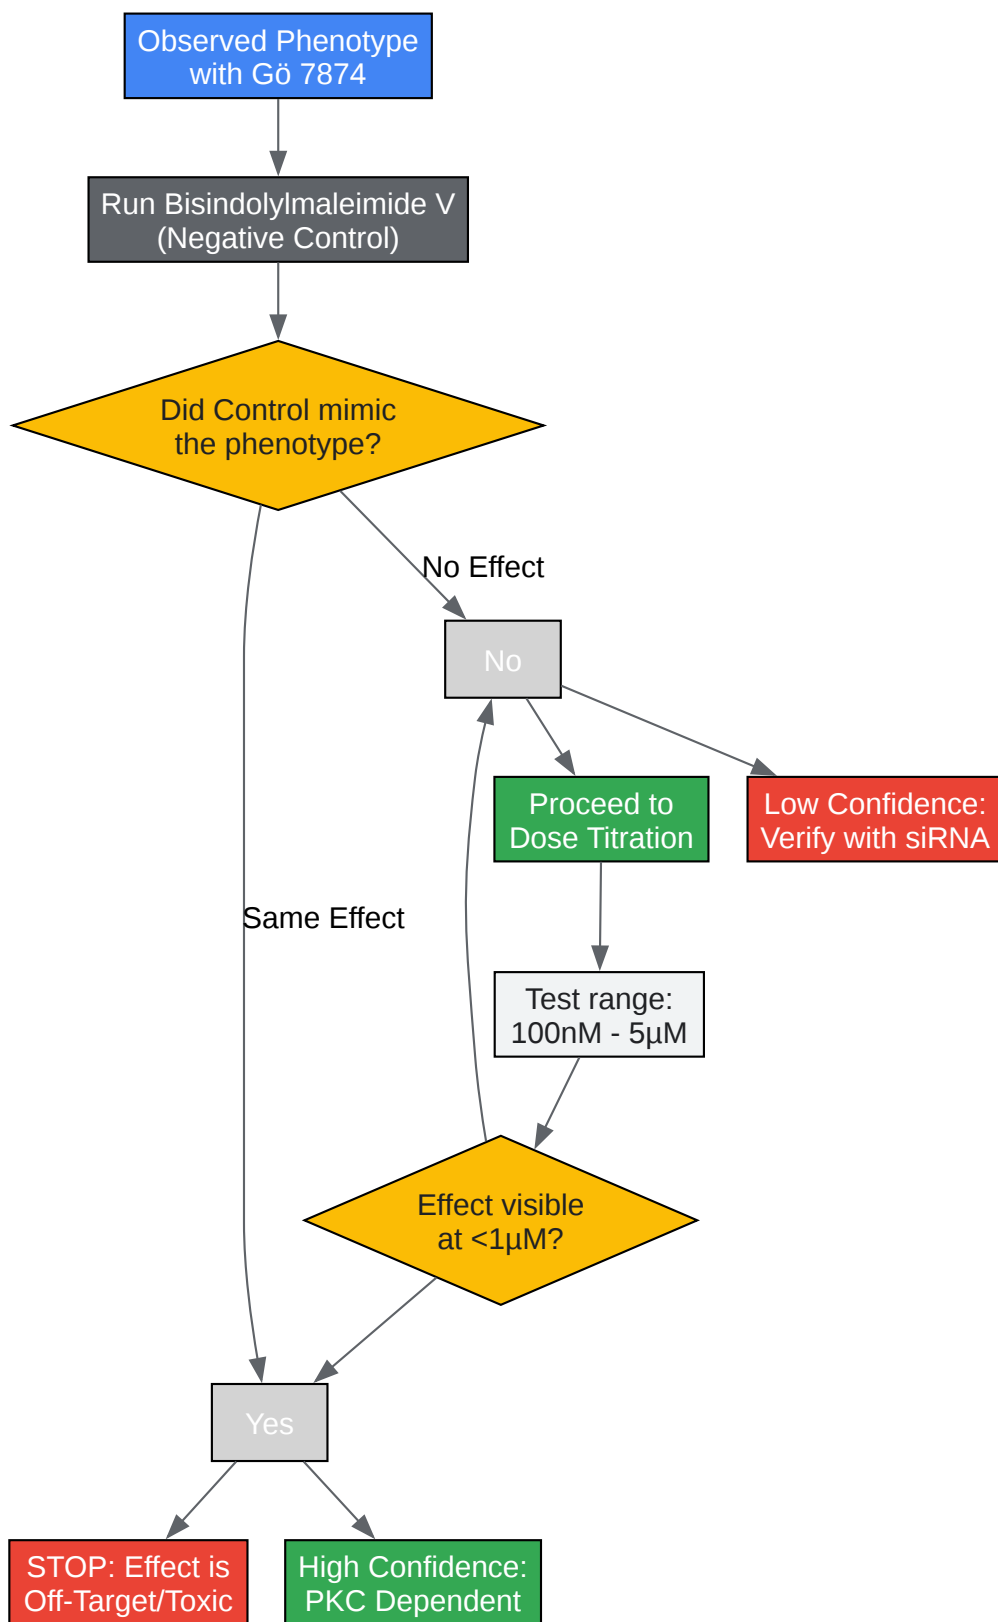 Observed Phenotype
with Gö 7874
Run Bisindolylmaleimide V
(Negative Control)
Did Control mimic
the phenotype?
No Effect
No
Proceed to
Dose Titration
Low Confidence:
Verify with siRNA
Same Effect
Test range:
100nM - 5µM
Effect visible
at <1µM?
Yes
STOP: Effect is
Off-Target/Toxic
High Confidence:
PKC Dependent